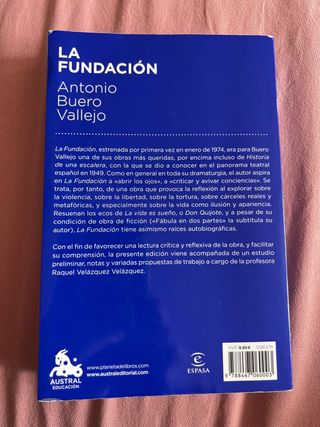 LA
FUNDACIÓN
Antonio
Buero
Vallejo
La Fundación, estrenada por primera vez en enero de 1974, era para Buero
Vallejo una de sus obras más queridas, por encima incluso de Historia
de una escalera, con la que se dio a conocer en el panorama teatral
español en 1949. Como en general en toda su dramaturgia, el autor aspira
en La Fundación a «abrir los ojos», a «criticar y avivar conciencias». Se
trata, por tanto, de una obra que provoca la reflexión al explorar sobre
la violencia, sobre la libertad, sobre la tortura, sobre cárceles reales y
metafóricas, y especialmente sobre la vida como ilusión y apariencia.
Resuenan los ecos de La vida es sueño, o Don Quijote, y a pesar de su
condición de obra de ficción («Fábula en dos partes» la subtitula su
autor), La Fundación tiene asimismo raíces autobiográficas.
Con el fin de favorecer una lectura crítica y reflexiva de la obra, y facilitar
su comprensión, la presente edición viene acompañada de un estudio
preliminar, notas y variadas propuestas de trabajo a cargo de la profesora
Raquel Velázquez Velázquez.
AUSTRAL
EDUCACIÓN
www.planetadelibros.com
www.australeditorial.com
ESPASA
PVP 8,95 €
9 788467 060003